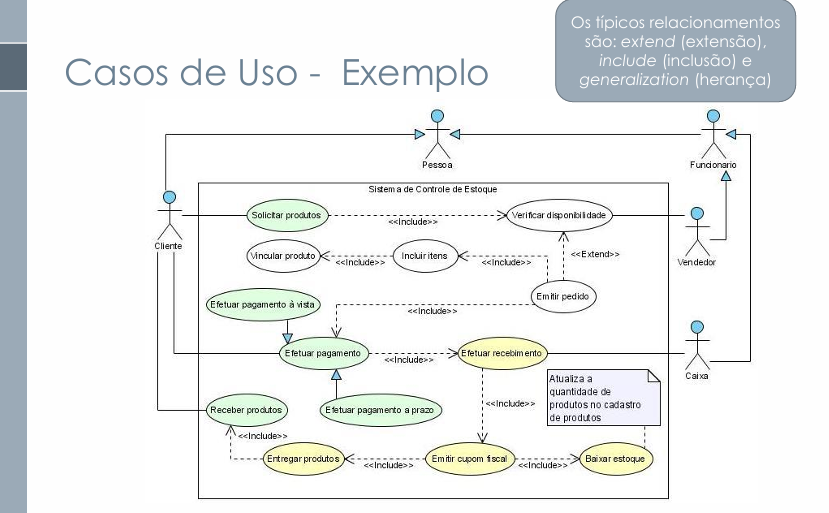 Os típicos relacionamentos
são: extend (extensão),
include (inclusão) e
generalization (herança)
Casos de Uso - Exemplo
Pessoa
Funcionario
Sistema de Controle de Estoque
Solicitar produtos
<<Include>>
Verificar disponibilidade
Cliente
Vendedor
Vincular produto
<<Include>>
Incluir itens
<<Include>>
<<Extend>>
Emitir pedido
Efetuar pagamento à vista
<<Include>>
Efetuar pagamento
<<Include>>
Efetuar recebimento
Caixa
Atualiza a
quantidade de
produtos no cadastro
de produtos
Receber produtos
Efetuar pagamento a prazo
<<Include>>
<<Include>>
Entregar produtos
<<Include>>
Emitir cupom fiscal
<<Include>>
Baixar estoque